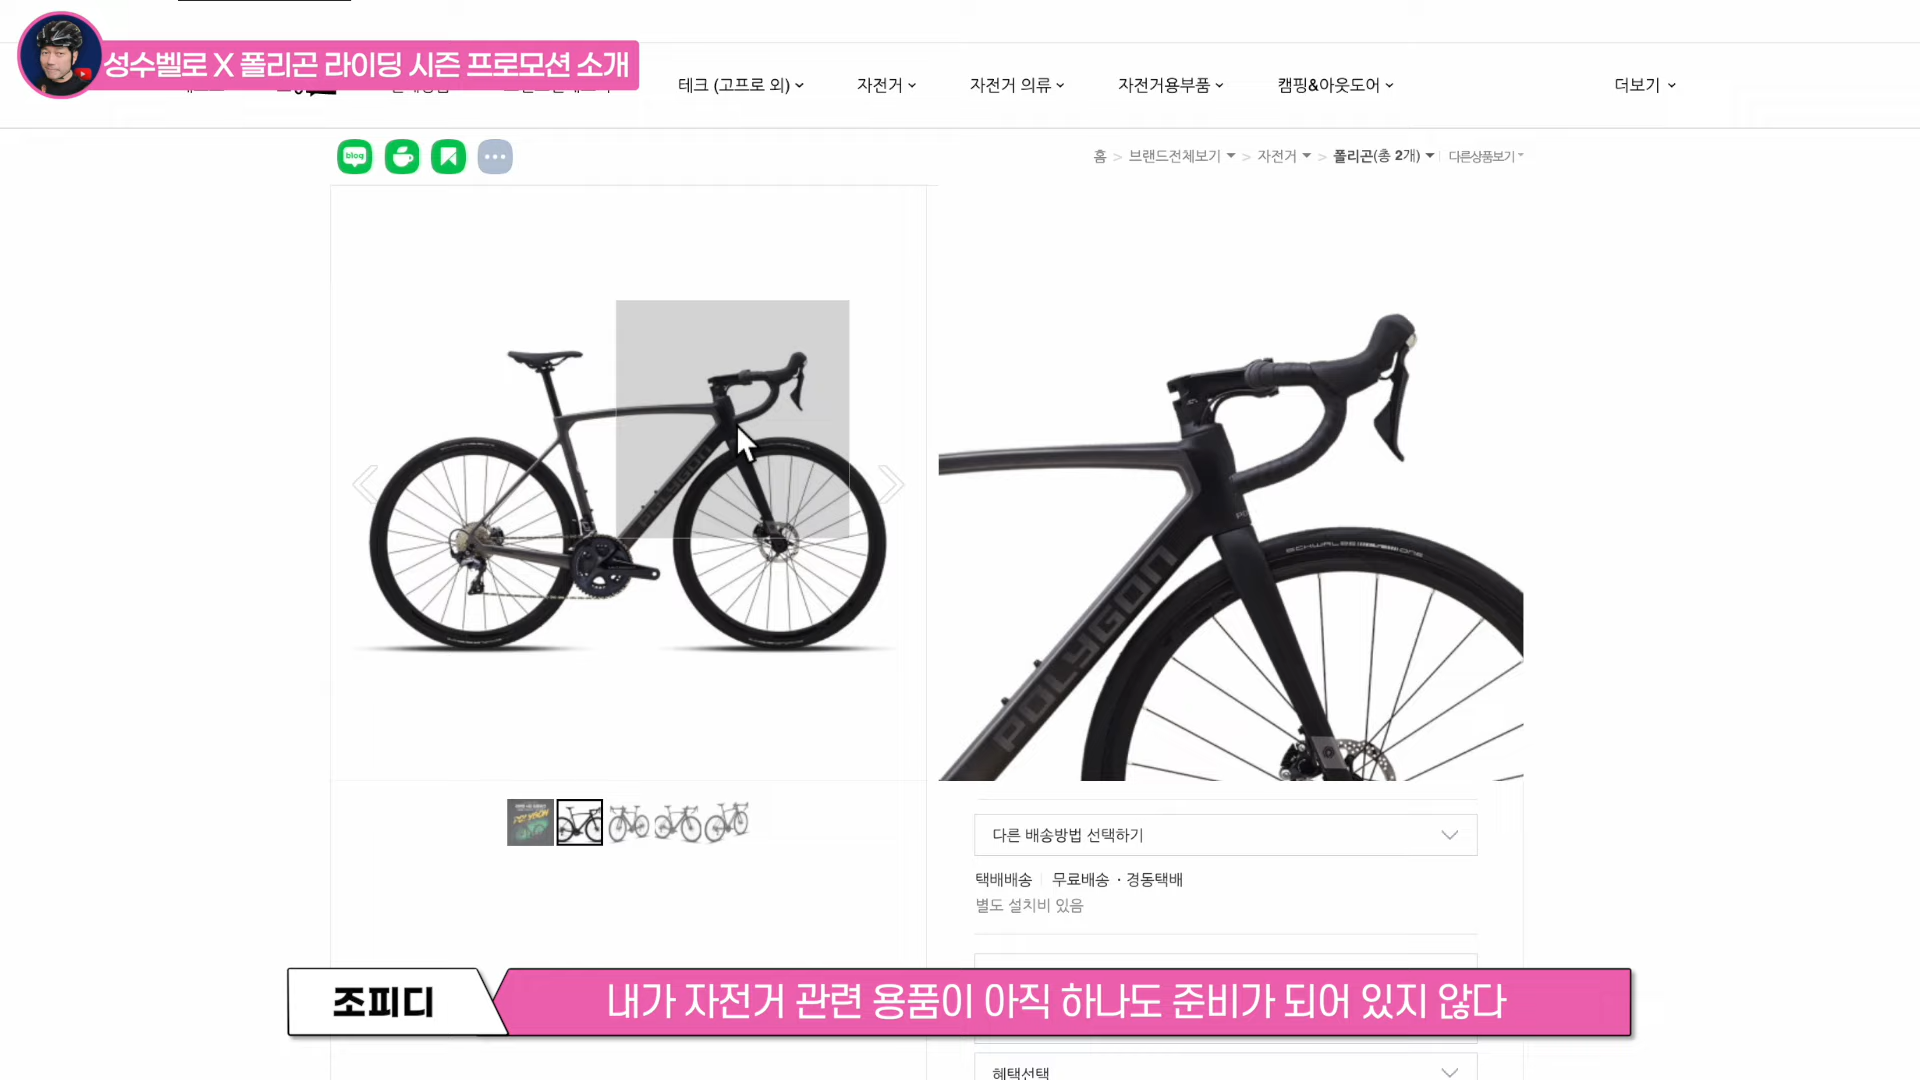 성수벨로 X 폴리곤 라이딩 시즌 프로모션 소개
테크 (고프로 외)
자전거
자전거 의류
자전거용부품
캠핑&아웃도어
더보기
blog
홈 > 브랜드전체보기 > 자전거 > 폴리곤(총 2개) 다른상품보기
POLYGON
SCHWALBE ONE
POLYGON
POLYGON
다른 배송방법 선택하기
택배배송 무료배송 · 경동택배
별도 설치비 있음
조피디
내가 자전거 관련 용품이 아직 하나도 준비가 되어 있지 않다
혜택선택